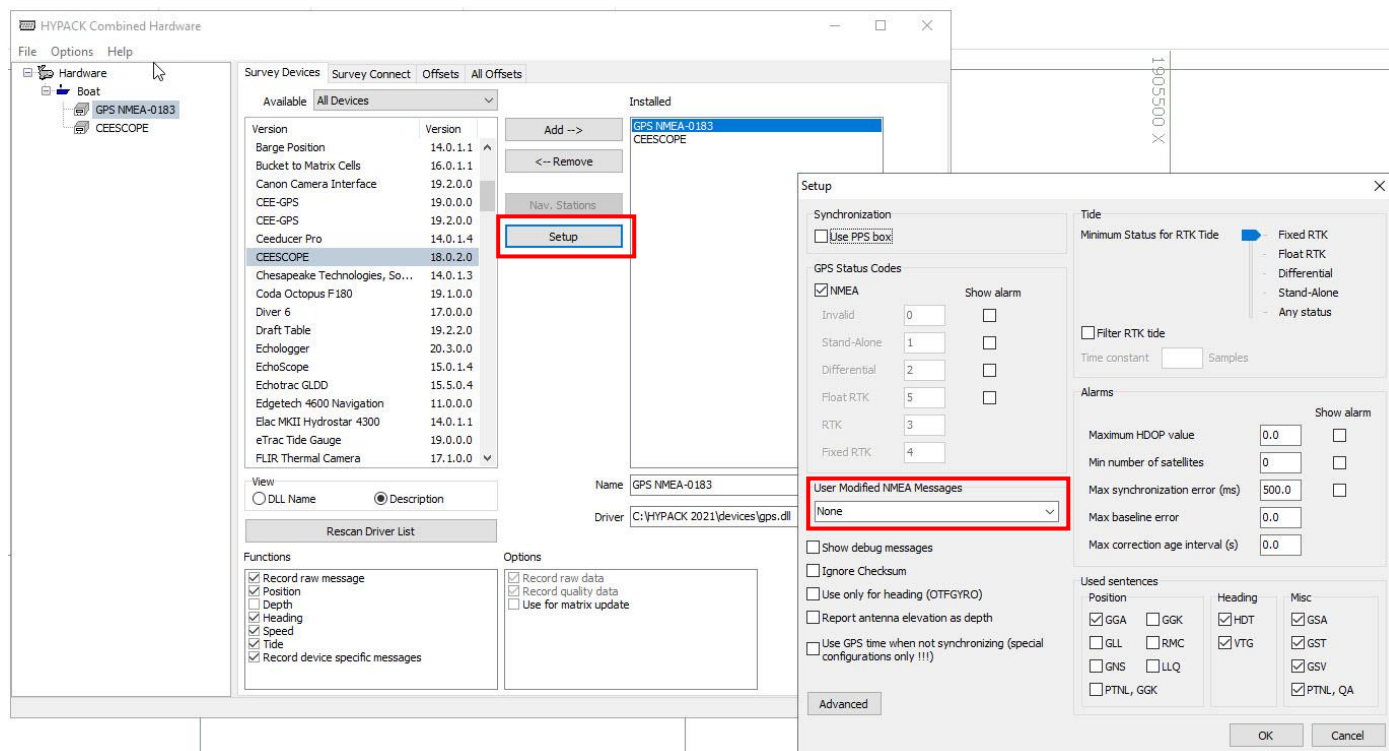 HYPACK Combined Hardware
File Options Help
Hardware
Boat
GPS NMEA-0183
CEESCOPE
Survey Devices Survey Connect Offsets All Offsets
Available All Devices
Version Version
Barge Position 14.0.1.1
Bucket to Matrix Cells 16.0.1.1
Canon Camera Interface 19.2.0.0
CEE-GPS 19.0.0.0
CEE-GPS 19.2.0.0
Ceeducer Pro 14.0.1.4
CEESCOPE 18.0.2.0
Chesapeake Technologies, So... 14.0.1.3
Coda Octopus F180 19.1.0.0
Diver 6 17.0.0.0
Draft Table 19.2.2.0
Echologger 20.3.0.0
EchoScope 15.0.1.4
Echotrac GLDD 15.5.0.4
Edgetech 4600 Navigation 11.0.0.0
Elac MKII Hydrostar 4300 14.0.1.1
eTrac Tide Gauge 19.0.0.0
FLIR Thermal Camera 17.1.0.0
View
DLL Name Description
Rescan Driver List
Functions
Record raw message
Position
Depth
Heading
Speed
Tide
Record device specific messages
Add -->
<-- Remove
Nav. Stations
Setup
Installed
GPS NMEA-0183
CEESCOPE
Name GPS NMEA-0183
Driver C:\HYPACK 2021\devices\gps.dll
Options
Record raw data
Record quality data
Use for matrix update
1905500 X
Setup
Synchronization
Use PPS box
GPS Status Codes
NMEA Show alarm
Invalid 0
Stand-Alone 1
Differential 2
Float RTK 5
RTK 3
Fixed RTK 4
User Modified NMEA Messages
None
Show debug messages
Ignore Checksum
Use only for heading (OTFGYRO)
Report antenna elevation as depth
Use GPS time when not synchronizing (special
configurations only !!!)
Advanced
Tide
Minimum Status for RTK Tide
Fixed RTK
Float RTK
Differential
Stand-Alone
Any status
Filter RTK tide
Time constant Samples
Alarms
Show alarm
Maximum HDOP value 0.0
Min number of satellites 0
Max synchronization error (ms) 500.0
Max baseline error 0.0
Max correction age interval (s) 0.0
Used sentences
Position Heading Misc
GGA GGK HDT GSA
GLL RMC VTG GST
GNS LLQ GSV
PTNL, GGK PTNL, QA
OK Cancel